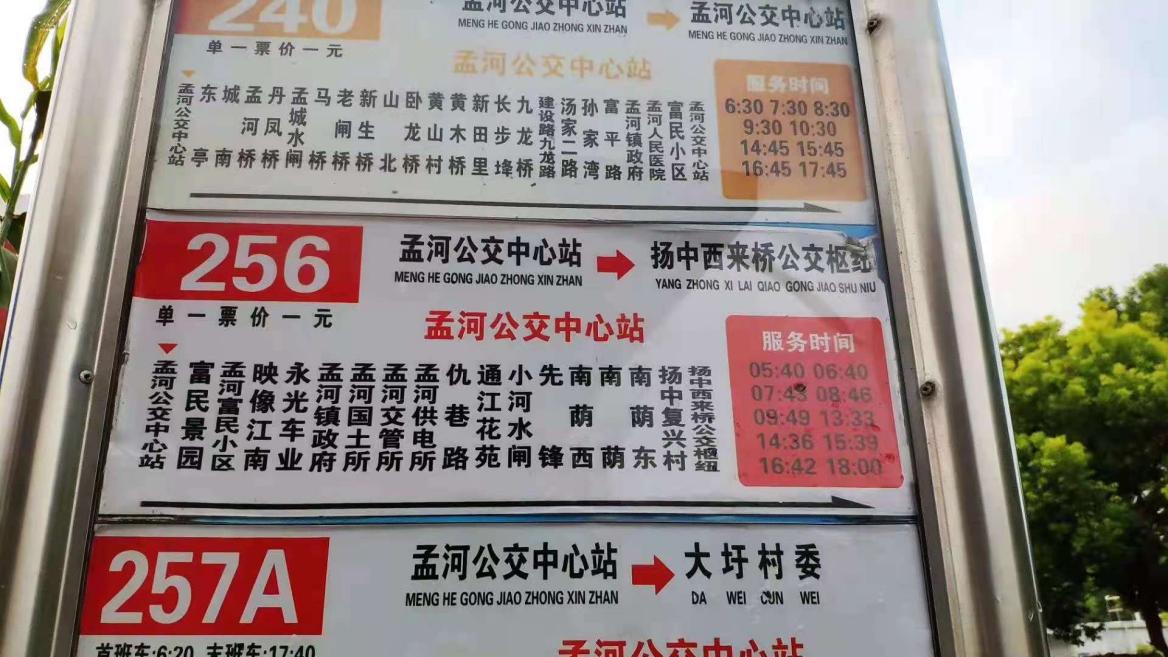 240
孟河公交中心站 孟河公交中心站
MENG HE GONG JIAO ZHONG XIN ZHAN MENG HE GONG JIAO ZHONG XIN ZHAN
单一票价一元
孟河公交中心站
孟河公交中心站
东亭
城南
孟河桥
丹凤桥
孟城水闸
马桥
老闸桥
新生桥
山北
卧龙桥
黄山村
黄木桥
新田里
长步埄
九龙桥
建设路九龙路
汤家二路
孙家湾
富平路
孟河镇政府
孟河人民医院
富民小区
孟河公交中心站
服务时间
6:30 7:30 8:30
9:30 10:30
14:45 15:45
16:45 17:45
256
孟河公交中心站 扬中西来桥公交枢纽
MENG HE GONG JIAO ZHONG XIN ZHAN YANG ZHONG XI LAI QIAO GONG JIAO SHU NIU
单一票价一元
孟河公交中心站
孟河公交中心站
富民景园
孟河富民小区
映像江南
永光车业
孟河镇政府
孟河国土所
孟河交管所
孟河供电所
仇巷路
通江花苑
小河水闸
先锋
南荫西
南荫
南荫东
扬中复兴村
扬中西来桥公交枢纽
服务时间
05:40 06:40
07:43 08:46
09:49 13:33
14:36 15:39
16:42 18:00
257A
孟河公交中心站 大圩村委
MENG HE GONG JIAO ZHONG XIN ZHAN DA WEI CUN WEI
首班车:6:20 末班车:17:40
孟河公交中心站